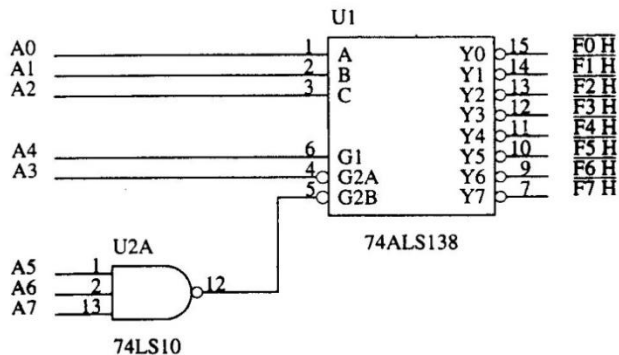 U1
A0 1 A Y0 15 F0 H
A1 2 B Y1 14 F1 H
A2 3 C Y2 13 F2 H
Y3 12 F3 H
Y4 11 F4 H
A4 6 G1 Y5 10 F5 H
A3 4 G2A Y6 9 F6 H
5 G2B Y7 7 F7 H
74ALS138
U2A
A5 1
A6 2 12
A7 13
74LS10